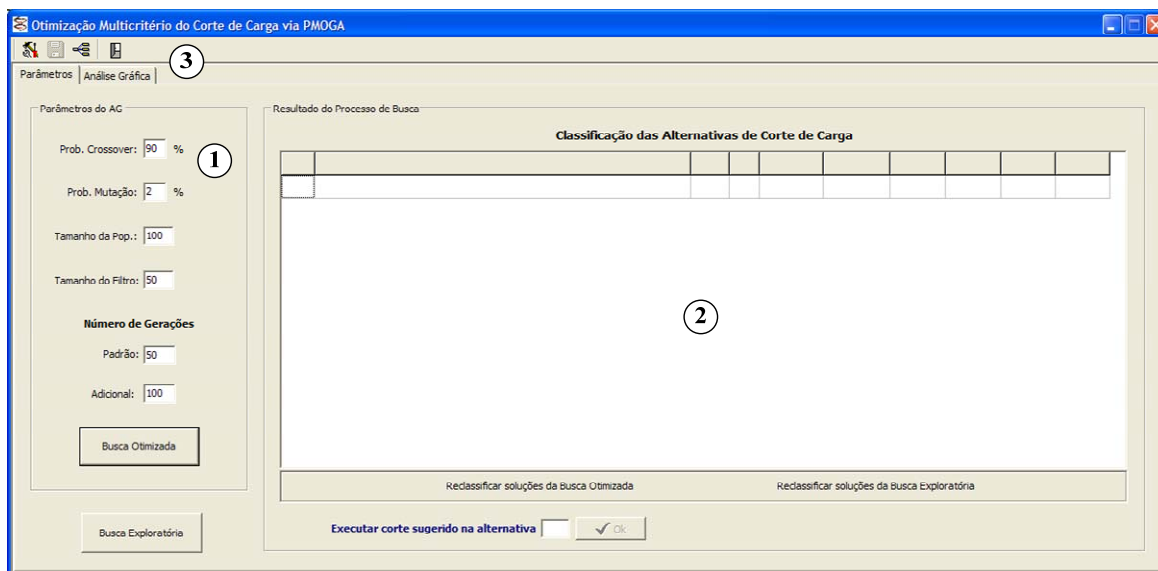 Otimização Multicritério do Corte de Carga via PMOGA
3
Parâmetros Análise Gráfica
Parâmetros do AG
Prob. Crossover: 90 %
1
Prob. Mutação: 2 %
Tamanho da Pop.: 100
Tamanho do Filtro: 50
Número de Gerações
Padrão: 50
Adicional: 100
Busca Otimizada
Busca Exploratória
Resultado do Processo de Busca
Classificação das Alternativas de Corte de Carga
2
Reclassificar soluções da Busca Otimizada Reclassificar soluções da Busca Exploratória
Executar corte sugerido na alternativa Ok